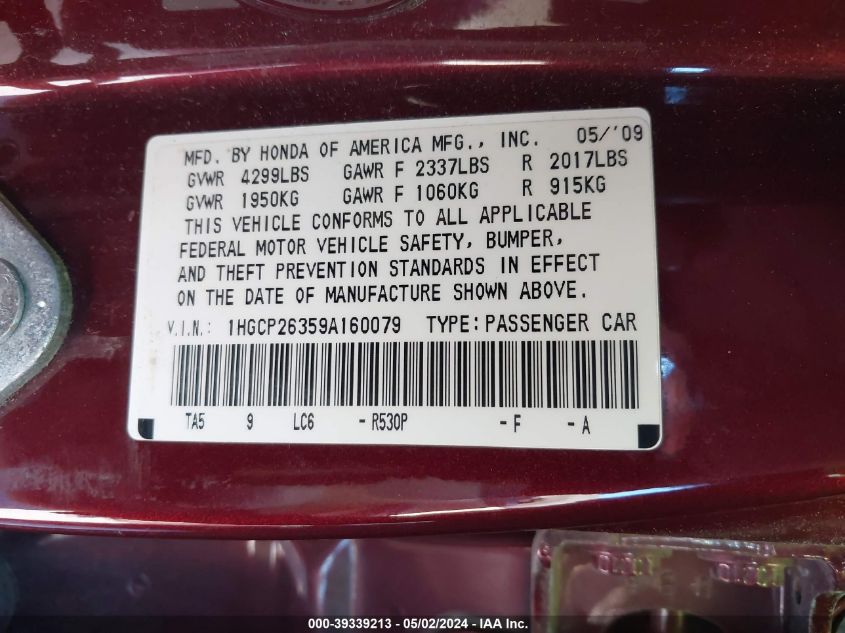 MFD. BY HONDA OF AMERICA MFG., INC. 05/'09
GVWR 4299LBS GAWR F 2337LBS R 2017LBS
GVWR 1950KG GAWR F 1060KG R 915KG
THIS VEHICLE CONFORMS TO ALL APPLICABLE
FEDERAL MOTOR VEHICLE SAFETY, BUMPER,
AND THEFT PREVENTION STANDARDS IN EFFECT
ON THE DATE OF MANUFACTURE SHOWN ABOVE.
V.I.N.: 1HGCP26359A160079 TYPE:PASSENGER CAR
TA5 9 LC6 -R530P -F -A
000-39339213 - 05/02/2024 - IAA Inc.